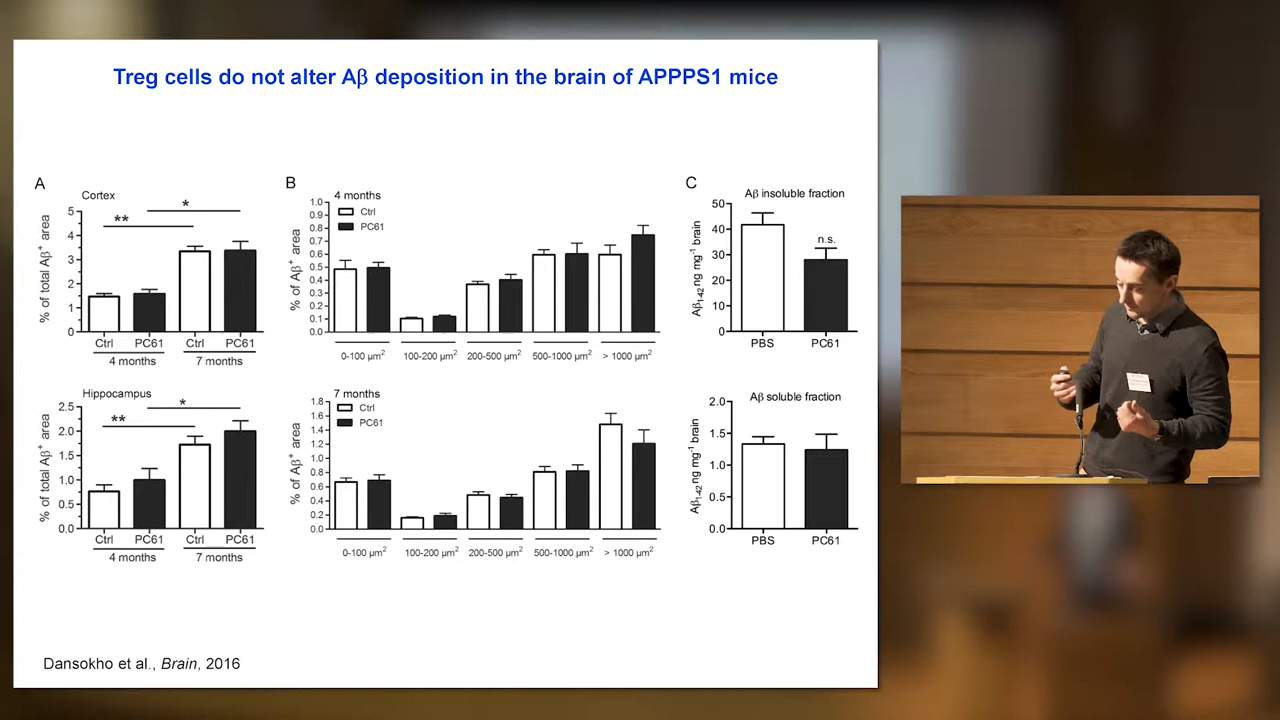 Treg cells do not alter Aβ deposition in the brain of APPPS1 mice
A
Cortex
% of total Aβ+ area
5
4
3
2
1
0
**
*
Ctrl PC61 Ctrl PC61
4 months 7 months
Hippocampus
% of total Aβ+ area
2.5
2.0
1.5
1.0
0.5
0.0
**
*
Ctrl PC61 Ctrl PC61
4 months 7 months
B
4 months
Ctrl
PC61
% of Aβ+ area
1.0
0.9
0.8
0.7
0.6
0.5
0.4
0.3
0.2
0.1
0.0
0-100 µm² 100-200 µm² 200-500 µm² 500-1000 µm² > 1000 µm²
7 months
Ctrl
PC61
% of Aβ+ area
1.8
1.6
1.4
1.2
1.0
0.8
0.6
0.4
0.2
0.0
0-100 µm² 100-200 µm² 200-500 µm² 500-1000 µm² > 1000 µm²
C
Aβ insoluble fraction
Aβ1-42 ng mg-1 brain
50
40
30
20
10
0
n.s.
PBS PC61
Aβ soluble fraction
Aβ1-42 ng mg-1 brain
2.0
1.5
1.0
0.5
0.0
PBS PC61
Dansokho et al., Brain, 2016